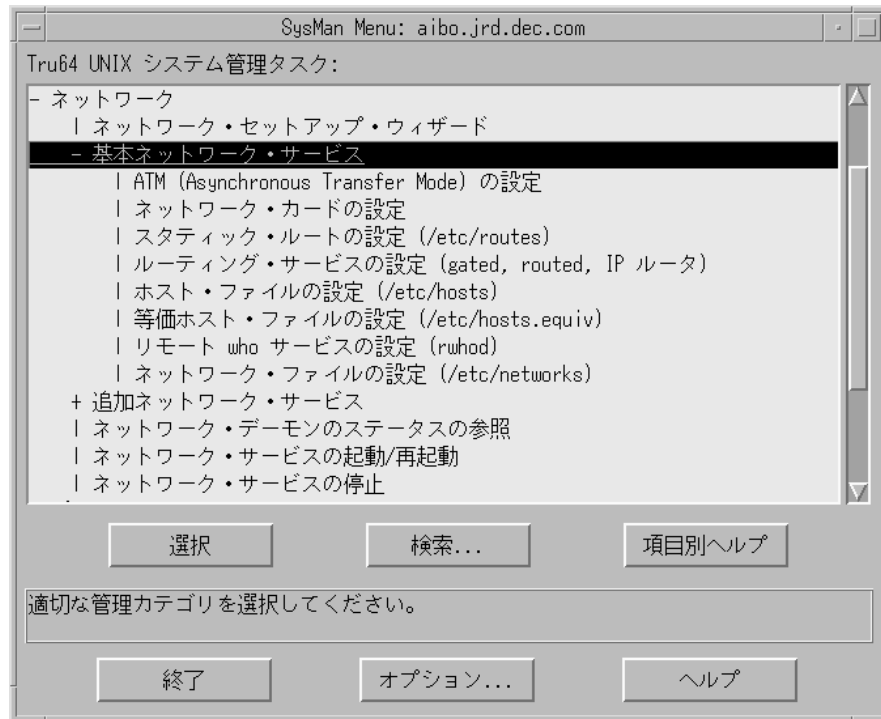 SysMan Menu: aibo.jrd.dec.com
Tru64 UNIX システム管理タスク:
- ネットワーク
| ネットワーク・セットアップ・ウィザード
- 基本ネットワーク・サービス
| ATM (Asynchronous Transfer Mode) の設定
| ネットワーク・カードの設定
| スタティック・ルートの設定 (/etc/routes)
| ルーティング・サービスの設定 (gated, routed, IP ルータ)
| ホスト・ファイルの設定 (/etc/hosts)
| 等価ホスト・ファイルの設定 (/etc/hosts.equiv)
| リモート who サービスの設定 (rwhod)
| ネットワーク・ファイルの設定 (/etc/networks)
+ 追加ネットワーク・サービス
| ネットワーク・デーモンのステータスの参照
| ネットワーク・サービスの起動/再起動
| ネットワーク・サービスの停止
選択 検索... 項目別ヘルプ
適切な管理カテゴリを選択してください。
終了 オプション... ヘルプ